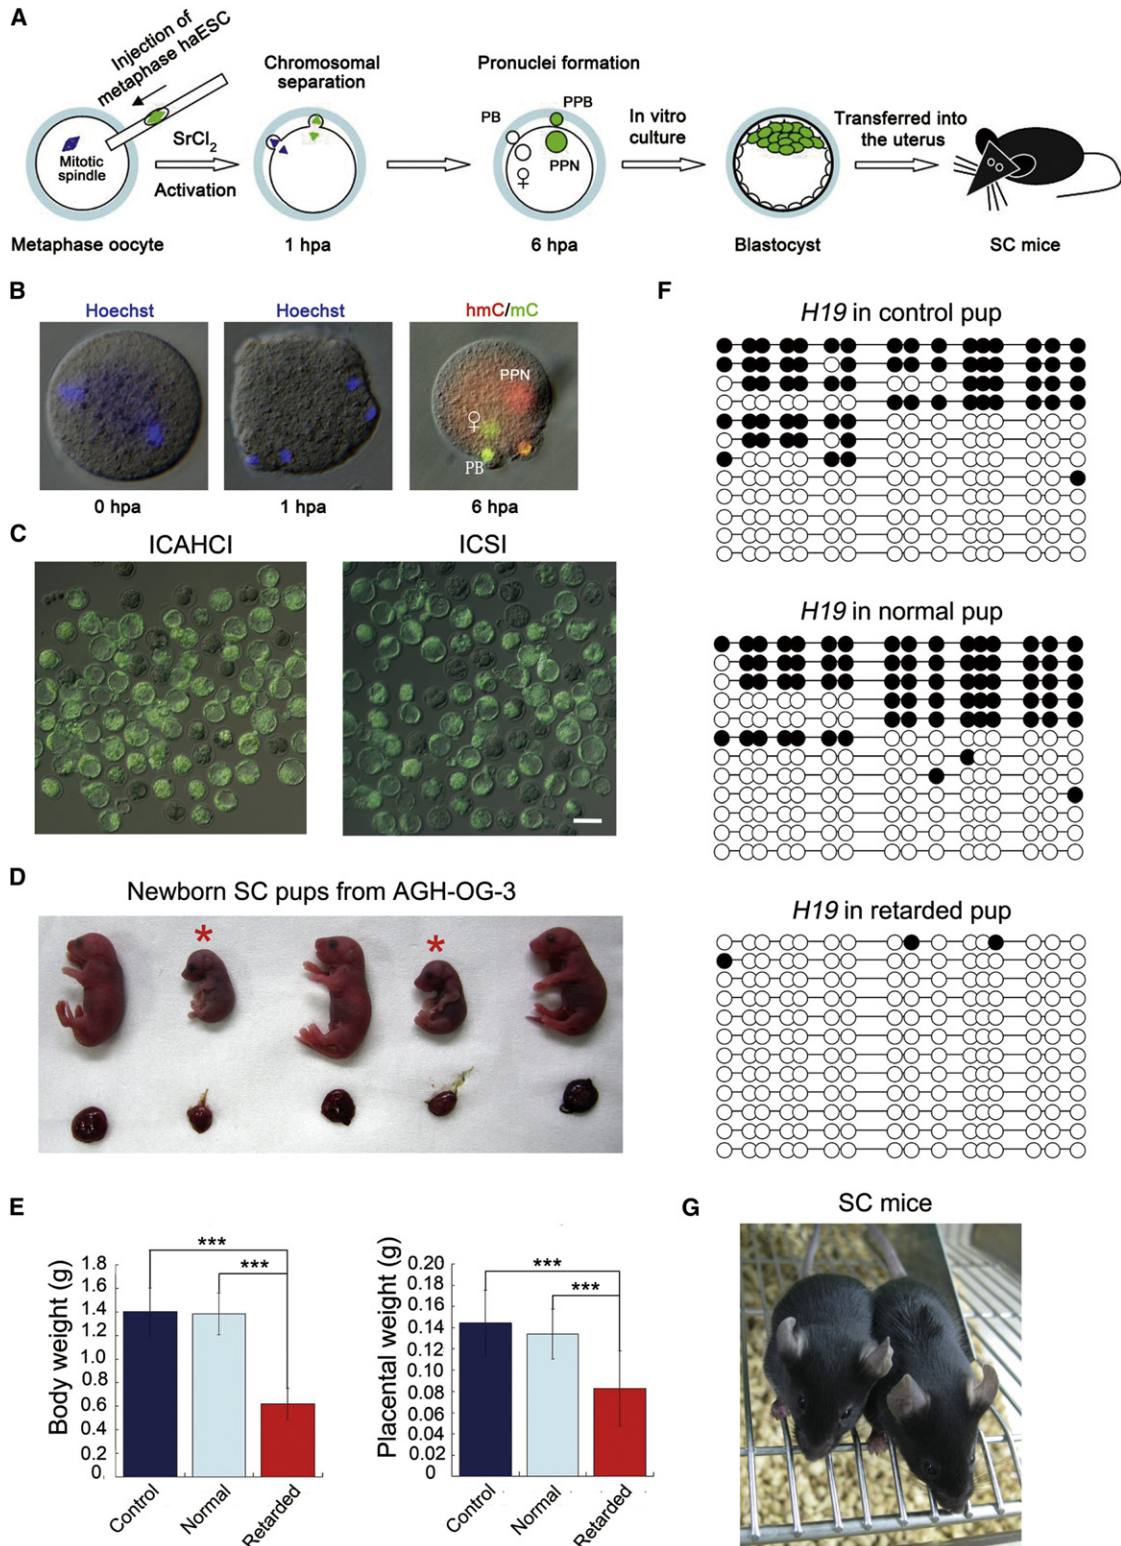 A
Injection of
metaphase haESC
Mitotic
spindle
Metaphase oocyte
SrCl2
Activation
Chromosomal
separation
1 hpa
Pronuclei formation
PB
PPB
PPN
♀
6 hpa
In vitro
culture
Blastocyst
Transferred into
the uterus
SC mice
B
Hoechst
Hoechst
hmC/mC
PPN
♀
PB
0 hpa
1 hpa
6 hpa
C
ICAHCI
ICSI
D
Newborn SC pups from AGH-OG-3
*
*
E
Body weight (g)
1.8
1.6
1.4
1.2
1.0
0.8
0.6
0.4
0.2
0
***
***
Control
Normal
Retarded
Placental weight (g)
0.20
0.18
0.16
0.14
0.12
0.10
0.08
0.06
0.04
0.02
0
***
***
Control
Normal
Retarded
F
H19 in control pup
H19 in normal pup
H19 in retarded pup
G
SC mice